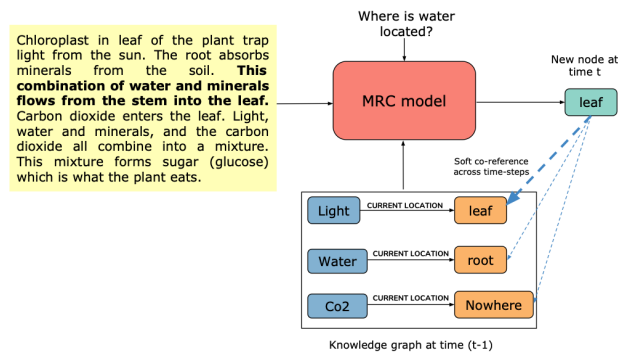 Where is water
located?
Chloroplast in leaf of the plant trap
light from the sun. The root absorbs
minerals from the soil. This
combination of water and minerals
flows from the stem into the leaf.
Carbon dioxide enters the leaf. Light,
water and minerals, and the carbon
dioxide all combine into a mixture.
This mixture forms sugar (glucose)
which is what the plant eats.
MRC model
New node at
time t
leaf
Soft co-reference
across time-steps
Light
CURRENT LOCATION
leaf
Water
CURRENT LOCATION
root
Co2
CURRENT LOCATION
Nowhere
Knowledge graph at time (t-1)